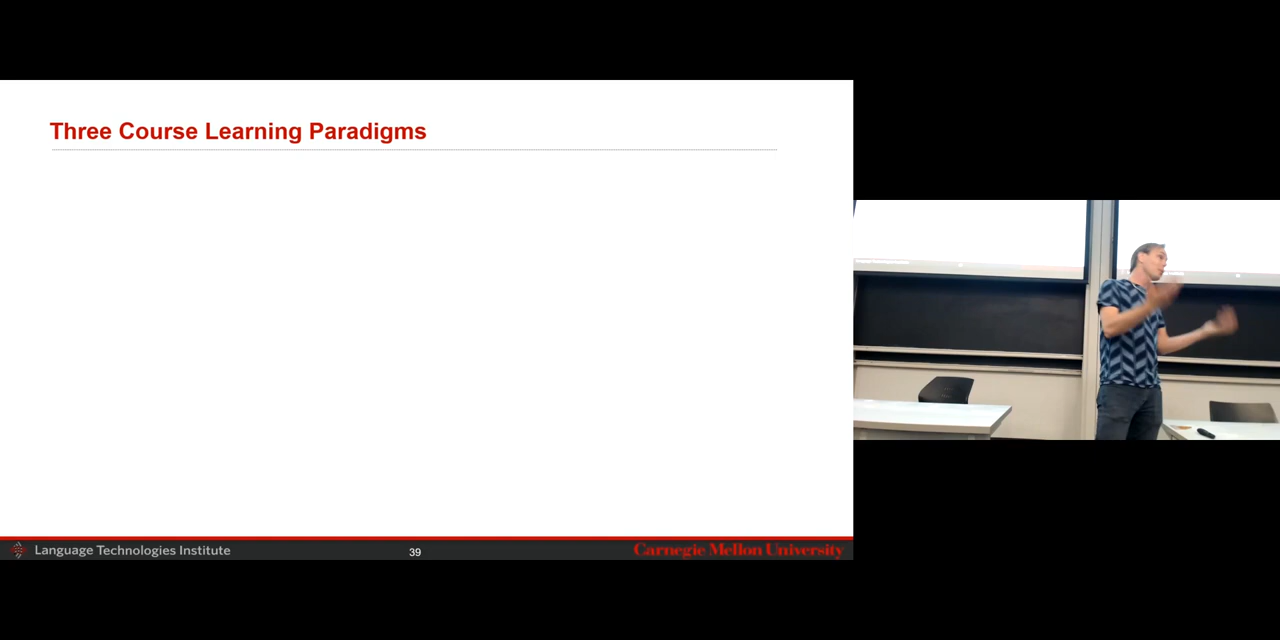 Three Course Learning Paradigms
Language Technologies Institute
39
Carnegie Mellon University